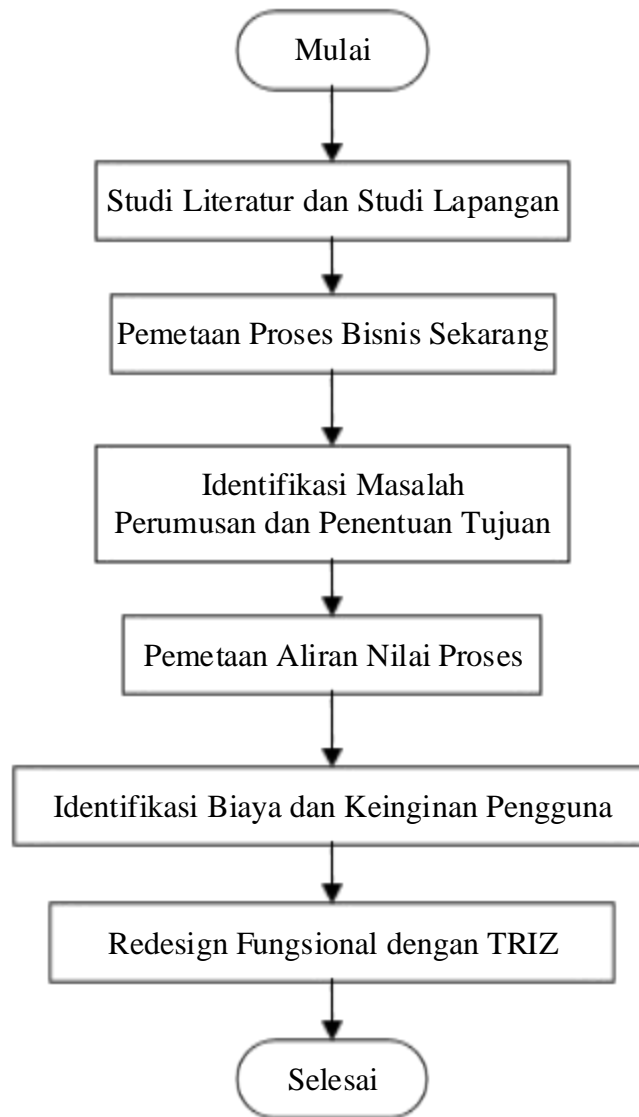 Mulai
Studi Literatur dan Studi Lapangan
Pemetaan Proses Bisnis Sekarang
Identifikasi Masalah
Perumusan dan Penentuan Tujuan
Pemetaan Aliran Nilai Proses
Identifikasi Biaya dan Keinginan Pengguna
Redesign Fungsional dengan TRIZ
Selesai